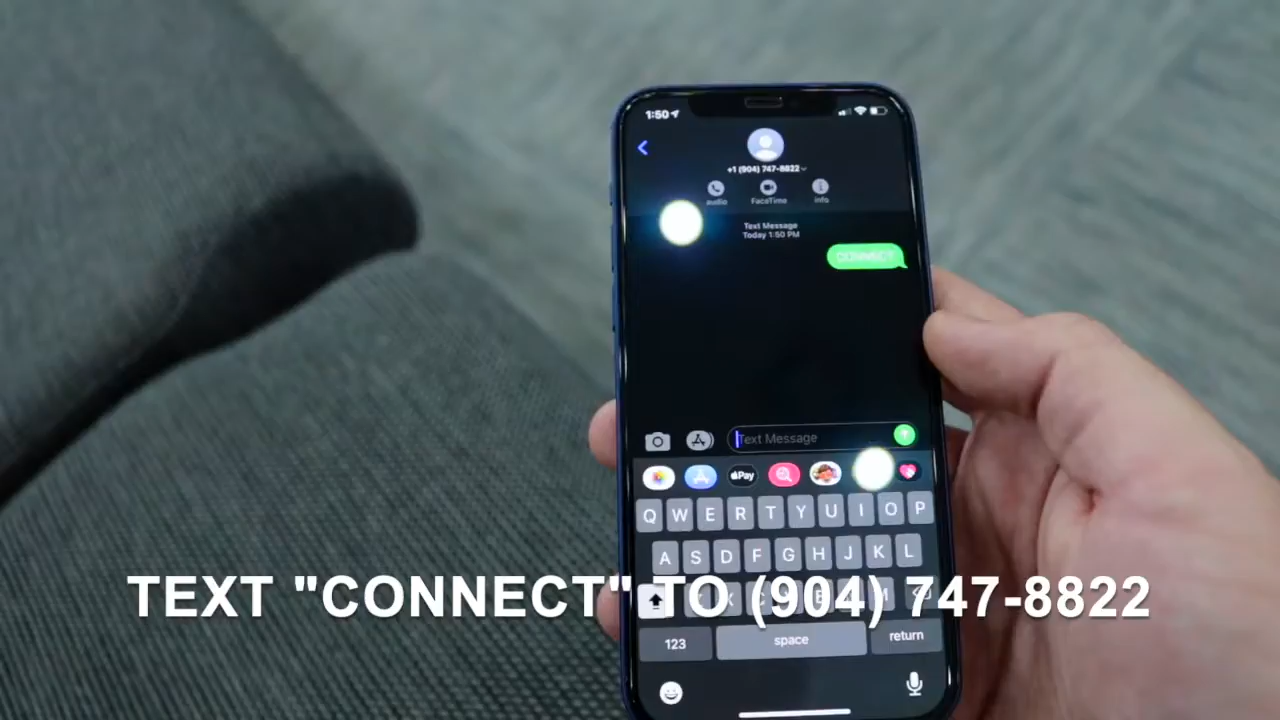 1:50
+1 (904) 747-8822
audio
FaceTime
info
Text Message
Today 1:50 PM
CONNECT
Text Message
Pay
Q W E R T Y U I O P
A S D F G H J K L
TEXT "CONNECT" TO (904) 747-8822
123
space
return